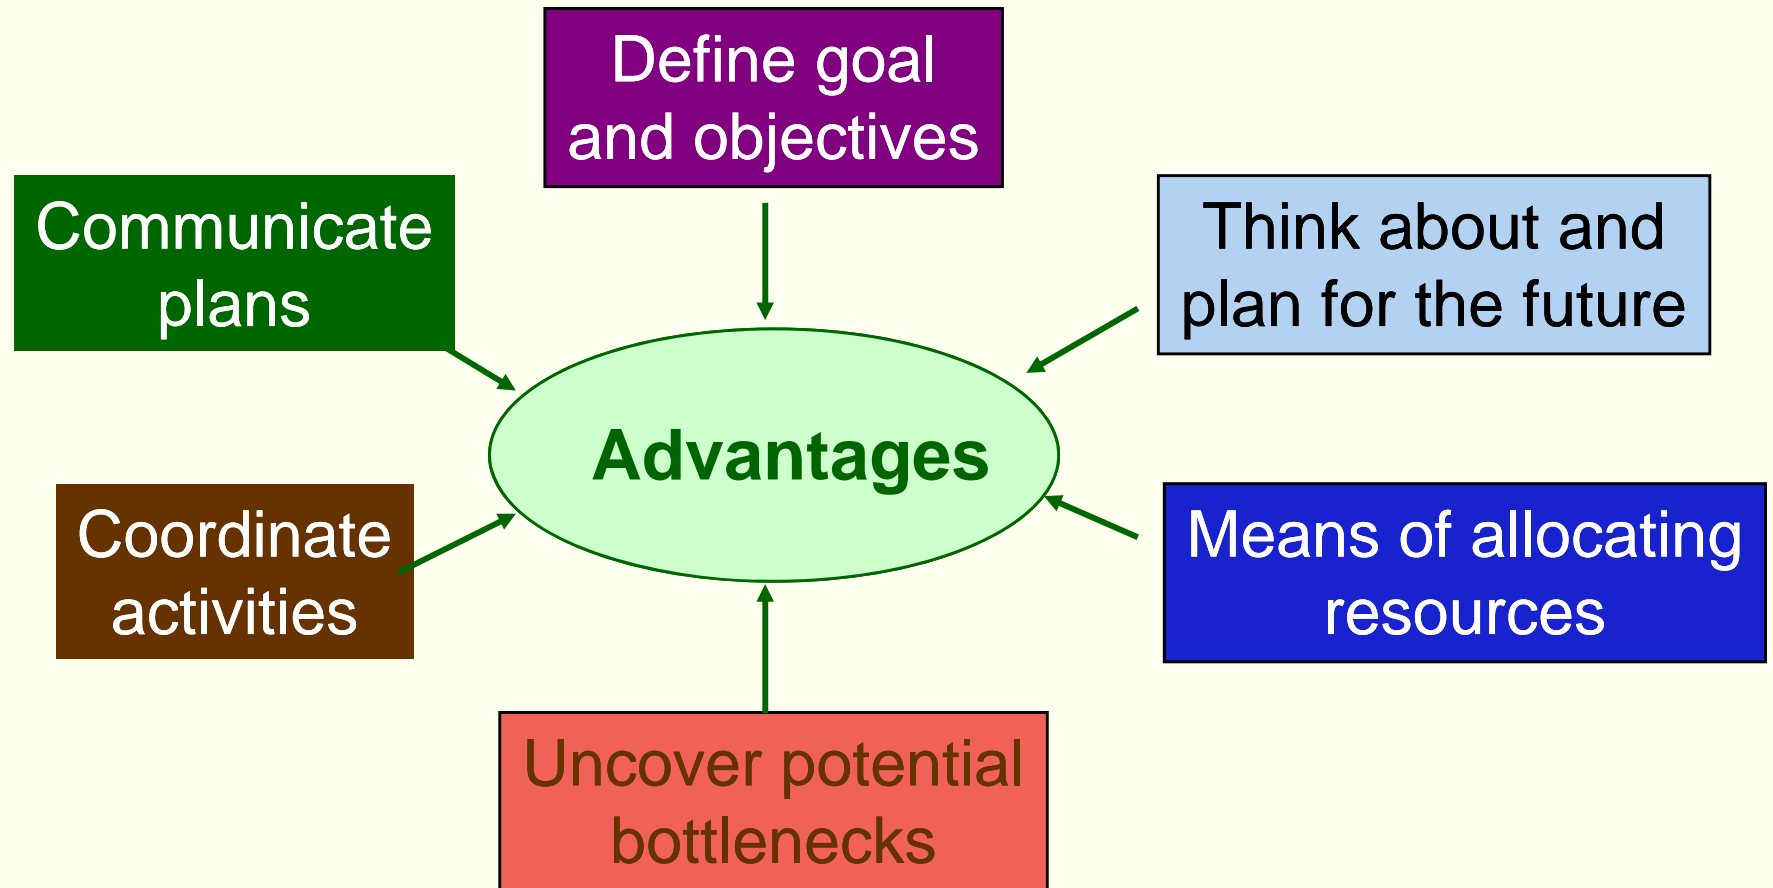 Define goal
and objectives
Communicate
plans
Think about and
plan for the future
Advantages
Coordinate
activities
Means of allocating
resources
Uncover potential
bottlenecks